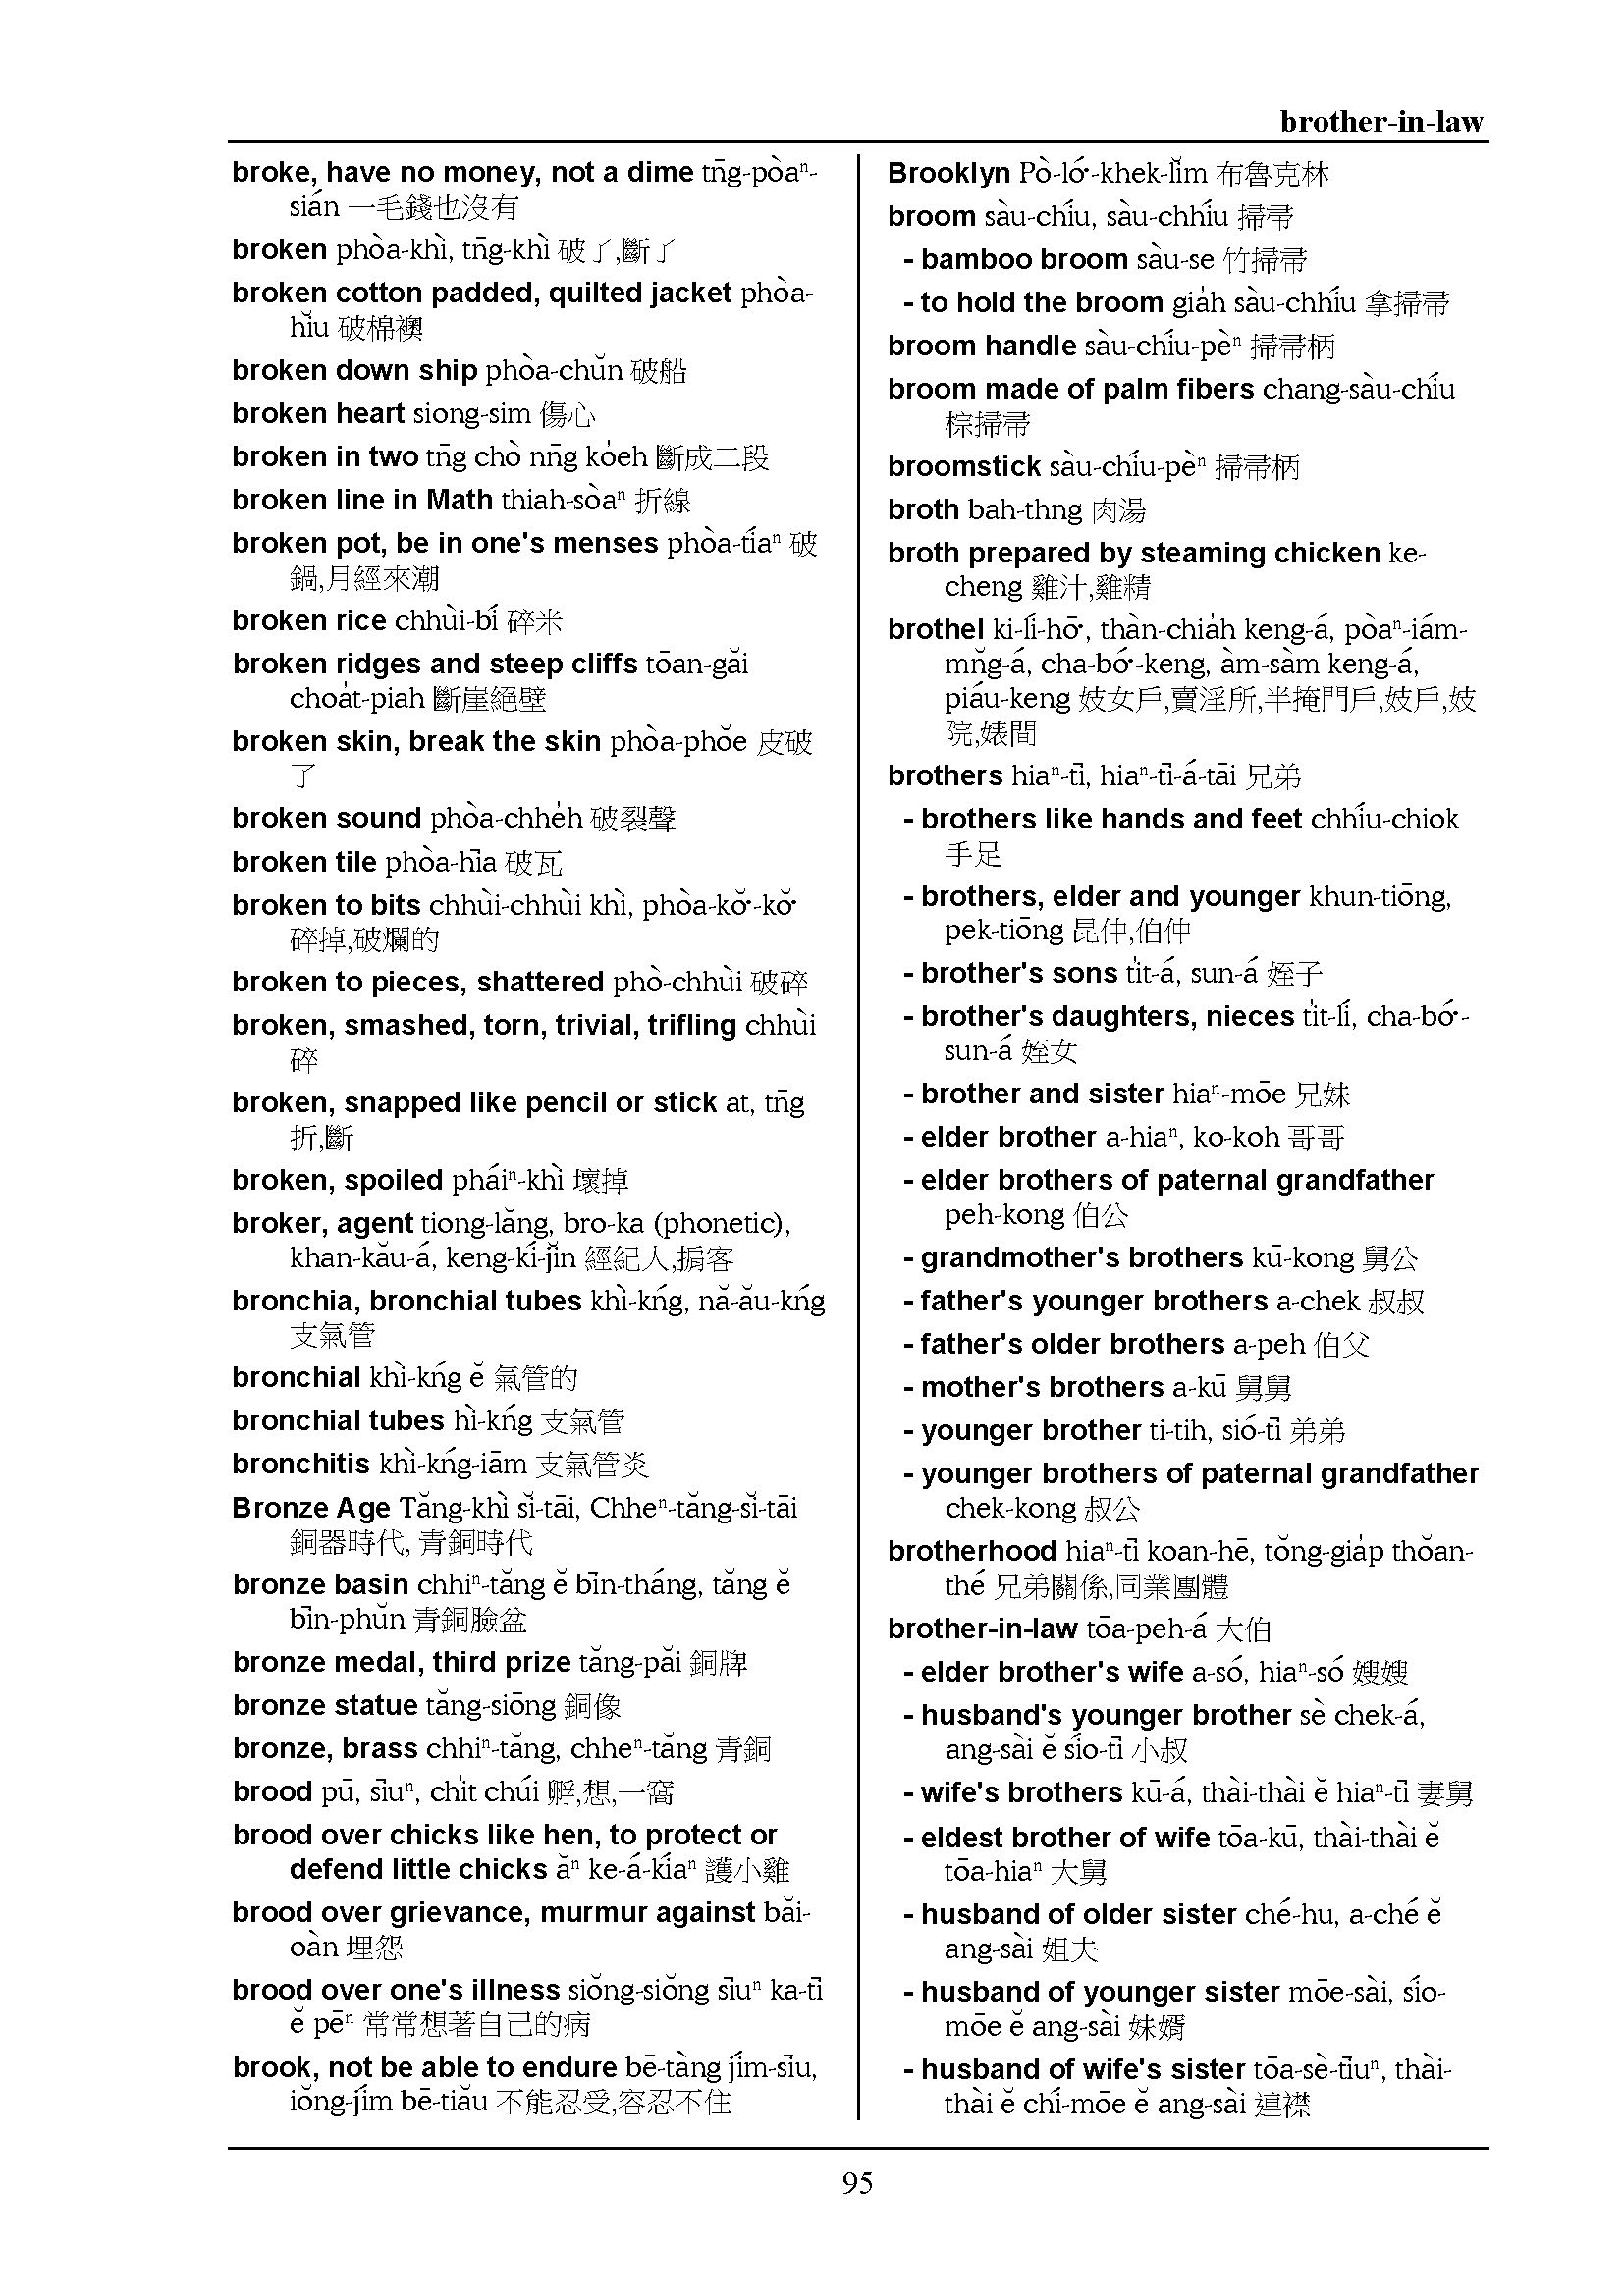 brother-in-law
broke, have no money, not a dime tn̄g-pòaⁿ-
sián 一毛錢也沒有
broken phòa-khì, tn̄g-khì 破了,斷了
broken cotton padded, quilted jacket phòa-
hĭu 破棉襖
broken down ship phòa-chŭn 破船
broken heart siong-sim 傷心
broken in two tn̄g chò nn̄g ko̍eh 斷成二段
broken line in Math thiah-sòaⁿ 折線
broken pot, be in one's menses phòa-tíaⁿ 破
鍋,月經來潮
broken rice chhùi-bí 碎米
broken ridges and steep cliffs tōan-găi
choa̍t-piah 斷崖絕壁
broken skin, break the skin phòa-phŏe 皮破
了
broken sound phòa-chhe̍h 破裂聲
broken tile phòa-hīa 破瓦
broken to bits chhùi-chhùi khì, phòa-kŏ͘-kŏ͘
碎掉,破爛的
broken to pieces, shattered phò-chhùi 破碎
broken, smashed, torn, trivial, trifling chhùi
碎
broken, snapped like pencil or stick at, tn̄g
折,斷
broken, spoiled pháiⁿ-khì 壞掉
broker, agent tiong-lăng, bro-ka (phonetic),
khan-kău-á, keng-kí-jĭn 經紀人,掮客
bronchia, bronchial tubes khì-kńg, nă-ău-kńg
支氣管
bronchial khì-kńg ĕ 氣管的
bronchial tubes hì-kńg 支氣管
bronchitis khì-kńg-iām 支氣管炎
Bronze Age Tăng-khì sĭ-tāi, Chheⁿ-tăng-sĭ-tāi
銅器時代, 青銅時代
bronze basin chhiⁿ-tăng ĕ bīn-tháng, tăng ĕ
bīn-phŭn 青銅臉盆
bronze medal, third prize tăng-păi 銅牌
bronze statue tăng-siōng 銅像
bronze, brass chhiⁿ-tăng, chheⁿ-tăng 青銅
brood pū, sīuⁿ, chi̍t chúi 孵,想,一窩
brood over chicks like hen, to protect or
defend little chicks ăⁿ ke-á-kíaⁿ 護小雞
brood over grievance, murmur against băi-
oàn 埋怨
brood over one's illness siŏng-siŏng sīuⁿ ka-tī
ĕ pēⁿ 常常想著自己的病
brook, not be able to endure bē-tàng jím-sīu,
iŏng-jím bē-tiău 不能忍受,容忍不住
Brooklyn Pò-ló͘-khek-lĭm 布魯克林
broom sàu-chíu, sàu-chhíu 掃帚
- bamboo broom sàu-se 竹掃帚
- to hold the broom gia̍h sàu-chhíu 拿掃帚
broom handle sàu-chíu-pèⁿ 掃帚柄
broom made of palm fibers chang-sàu-chíu
棕掃帚
broomstick sàu-chíu-pèⁿ 掃帚柄
broth bah-thng 肉湯
broth prepared by steaming chicken ke-
cheng 雞汁,雞精
brothel ki-lí-hō͘, thàn-chia̍h keng-á, pòaⁿ-iám-
mn̆g-á, cha-bó͘-keng, àm-sàm keng-á,
piáu-keng 妓女戶,賣淫所,半掩門戶,妓戶,妓
院,婊間
brothers hiaⁿ-tī, hiaⁿ-tī-á-tāi 兄弟
- brothers like hands and feet chhíu-chiok
手足
- brothers, elder and younger khun-tiōng,
pek-tiōng 昆仲,伯仲
- brother's sons ti̍t-á, sun-á 姪子
- brother's daughters, nieces ti̍t-lí, cha-bó͘-
sun-á 姪女
- brother and sister hiaⁿ-mōe 兄妹
- elder brother a-hiaⁿ, ko-koh 哥哥
- elder brothers of paternal grandfather
peh-kong 伯公
- grandmother's brothers kū-kong 舅公
- father's younger brothers a-chek 叔叔
- father's older brothers a-peh 伯父
- mother's brothers a-kū 舅舅
- younger brother ti-tih, sió-tī 弟弟
- younger brothers of paternal grandfather
chek-kong 叔公
brotherhood hiaⁿ-tī koan-hē, tŏng-gia̍p thŏan-
thé 兄弟關係,同業團體
brother-in-law tōa-peh-á 大伯
- elder brother's wife a-só, hiaⁿ-só 嫂嫂
- husband's younger brother sè chek-á,
ang-sài ĕ sío-tī 小叔
- wife's brothers kū-á, thài-thài ĕ hiaⁿ-tī 妻舅
- eldest brother of wife tōa-kū, thài-thài ĕ
tōa-hiaⁿ 大舅
- husband of older sister ché-hu, a-ché ĕ
ang-sài 姐夫
- husband of younger sister mōe-sài, sío-
mōe ĕ ang-sài 妹婿
- husband of wife's sister tōa-sè-tīuⁿ, thài-
thài ĕ chí-mōe ĕ ang-sài 連襟
95